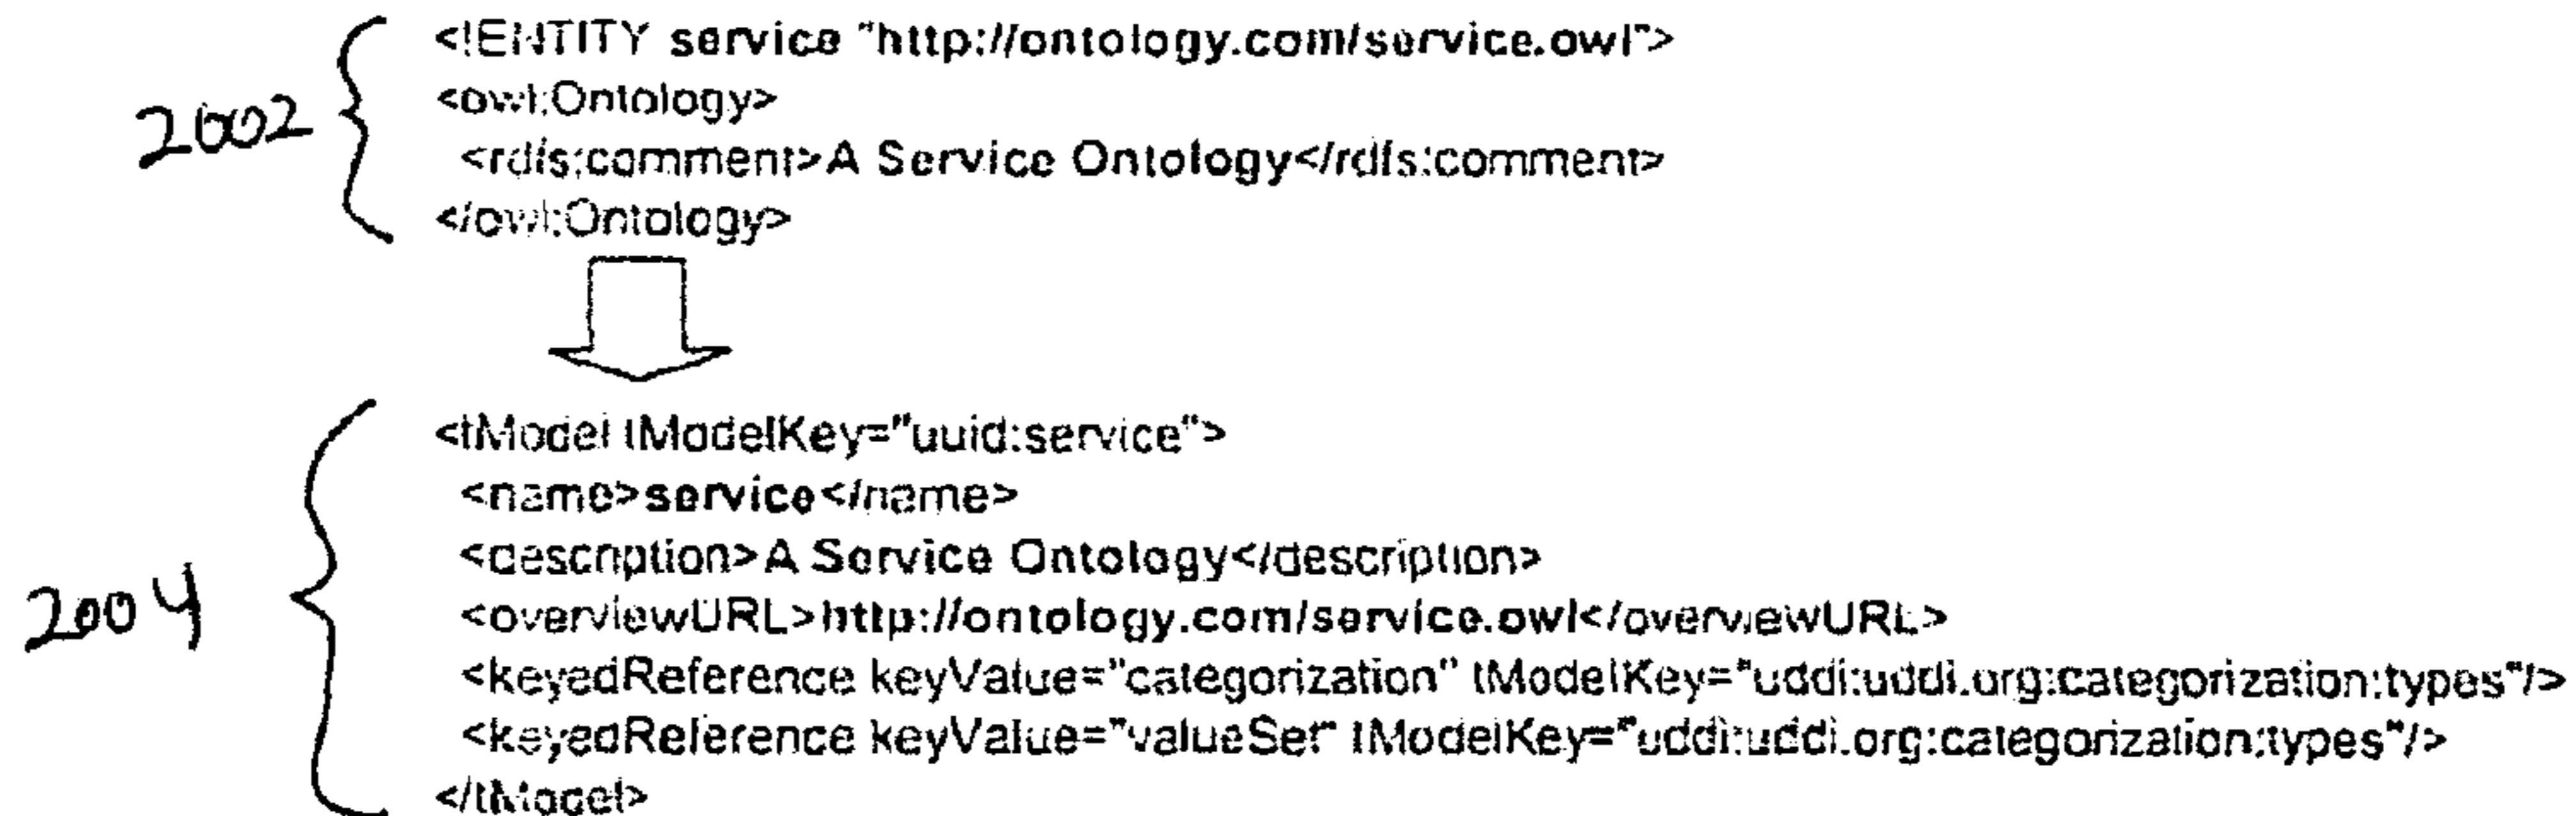 2002
<!ENTITY service "http://ontology.com/service.owl">
<owl:Ontology>
<rdfs:comment>A Service Ontology</rdfs:comment>
</owl:Ontology>
2004
<tModel tModelKey="uuid:service">
<name>service</name>
<description>A Service Ontology</description>
<overviewURL>http://ontology.com/service.owl</overviewURL>
<keyedReference keyValue="categorization" tModelKey="uddi:uddi.org:categorization:types"/>
<keyedReference keyValue="valueSet" tModelKey="uddi:uddi.org:categorization:types"/>
</tModel>